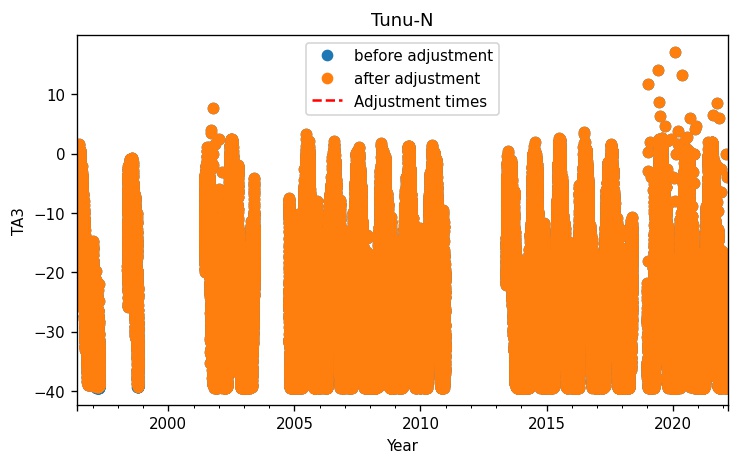 Tunu-N
before adjustment
after adjustment
Adjustment times
TA3
10
0
−10
−20
−30
−40
2000
2005
2010
2015
2020
Year